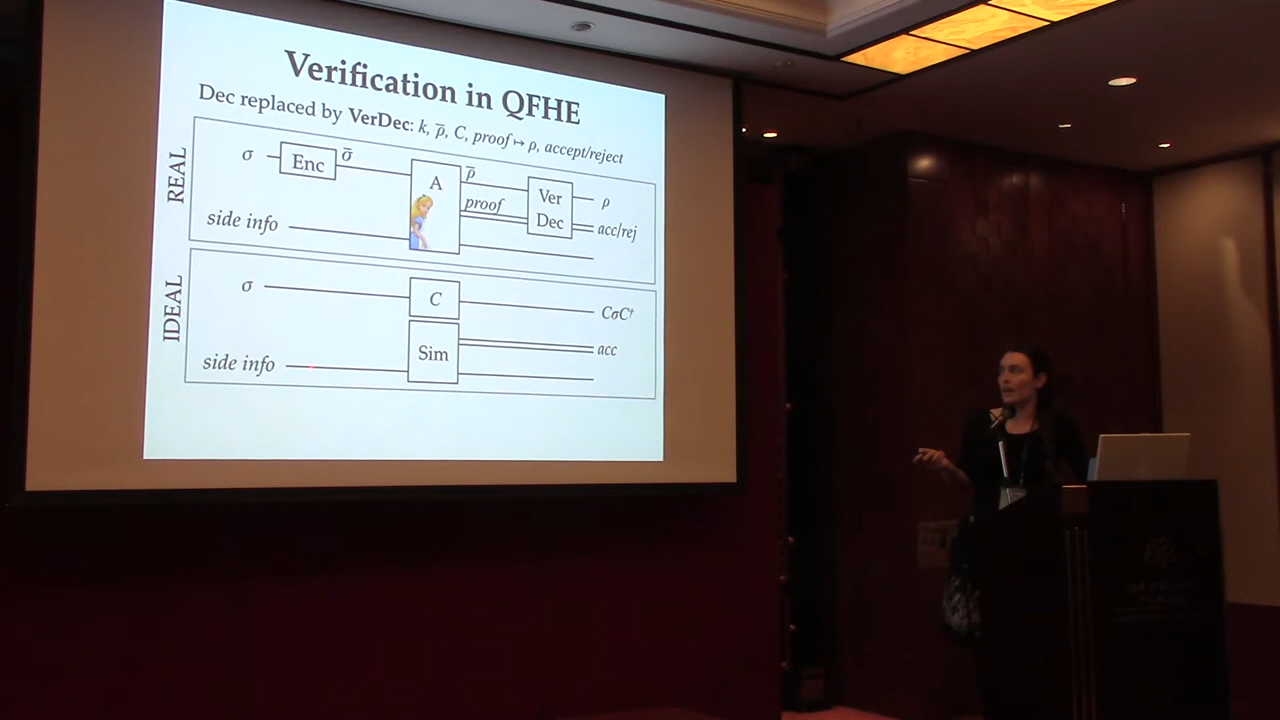 Verification in QFHE
Dec replaced by VerDec: k, ρ̅, C, proof ↦ ρ, accept/reject
REAL
σ
Enc
σ̅
A
ρ̅
proof
Ver
Dec
ρ
acc/rej
side info
IDEAL
σ
C
CσC†
Sim
acc
side info